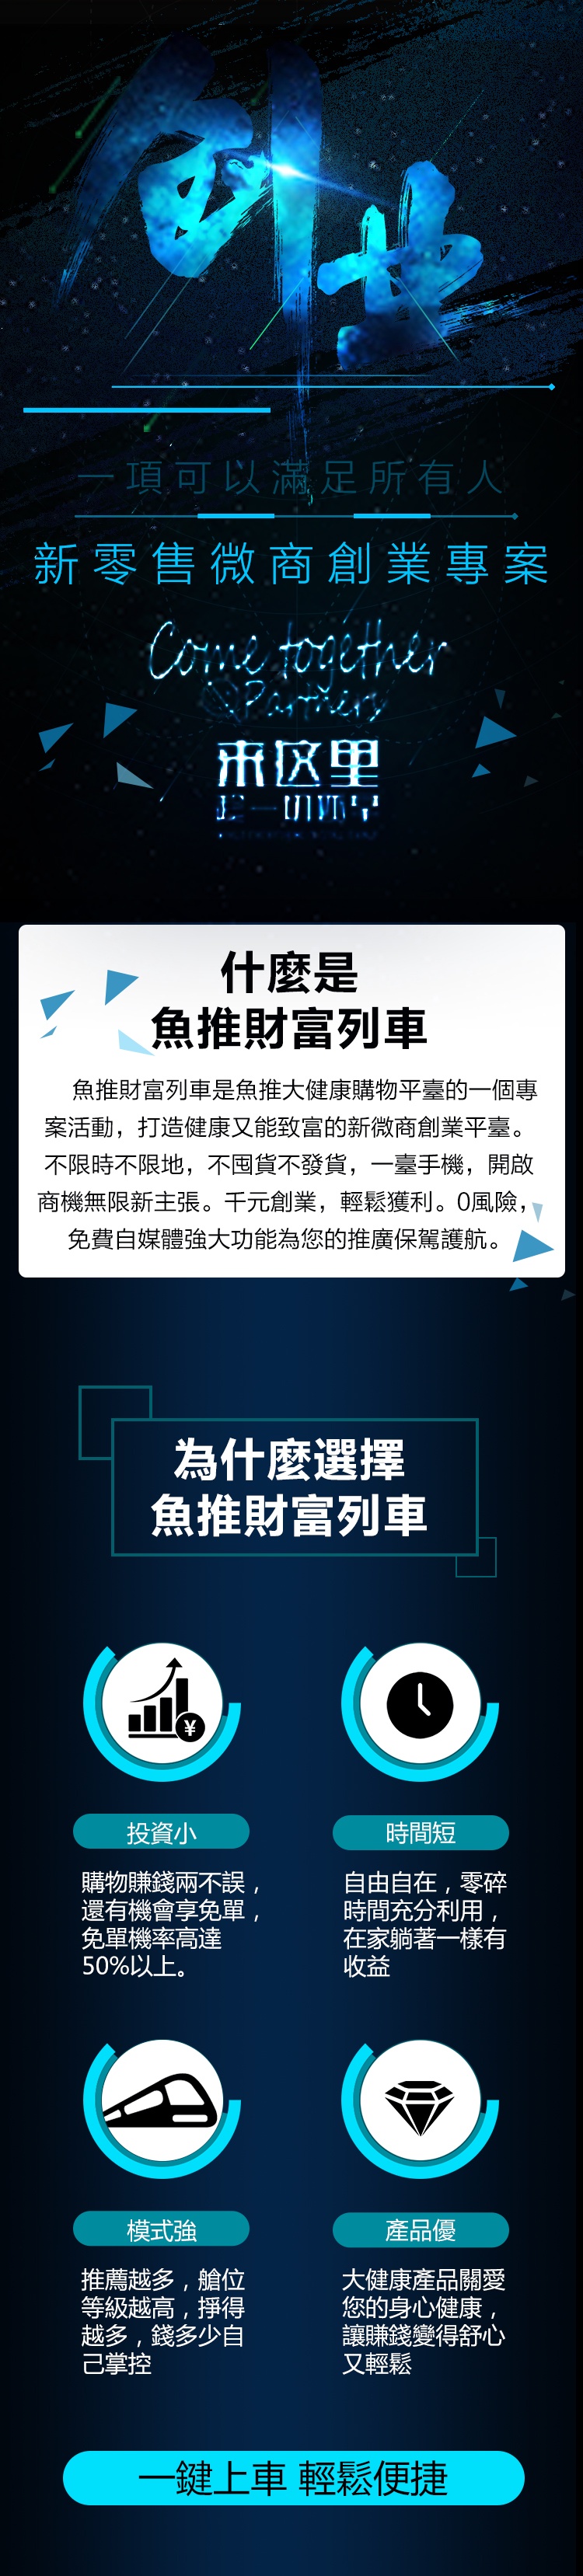 创业
一項可以滿足所有人
新零售微商創業專案
Come together
Partners
来区里
什麼是
魚推財富列車
魚推財富列車是魚推大健康購物平臺的一個專
案活動，打造健康又能致富的新微商創業平臺。
不限時不限地，不囤貨不發貨，一臺手機，開啟
商機無限新主張。千元創業，輕鬆獲利。0風險，
免費自媒體強大功能為您的推廣保駕護航。
為什麼選擇
魚推財富列車
¥
投資小
時間短
購物賺錢兩不誤，
還有機會享免單，
免單機率高達
50%以上。
自由自在，零碎
時間充分利用，
在家躺著一樣有
收益
模式強
產品優
推薦越多，艙位
等級越高，掙得
越多，錢多少自
己掌控
大健康產品關愛
您的身心健康，
讓賺錢變得舒心
又輕鬆
一鍵上車 輕鬆便捷